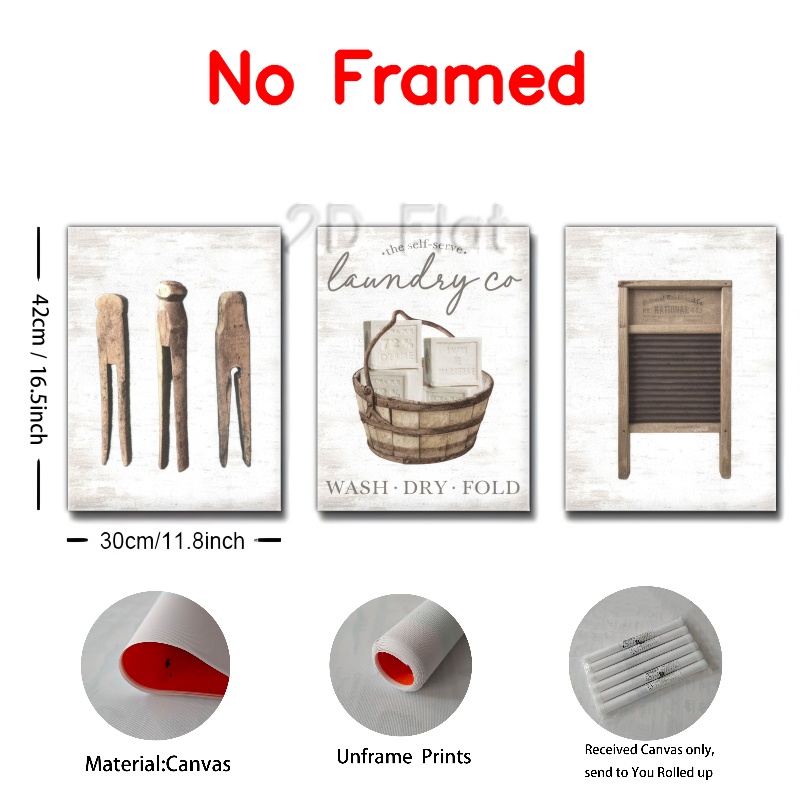 No Framed
2D Flat
42cm / 16.5inch
·the self-serve·
laundry co
72%
NATIONAL
WASH · DRY · FOLD
30cm/11.8inch
Material:Canvas
Unframe Prints
Received Canvas only,
send to You Rolled up